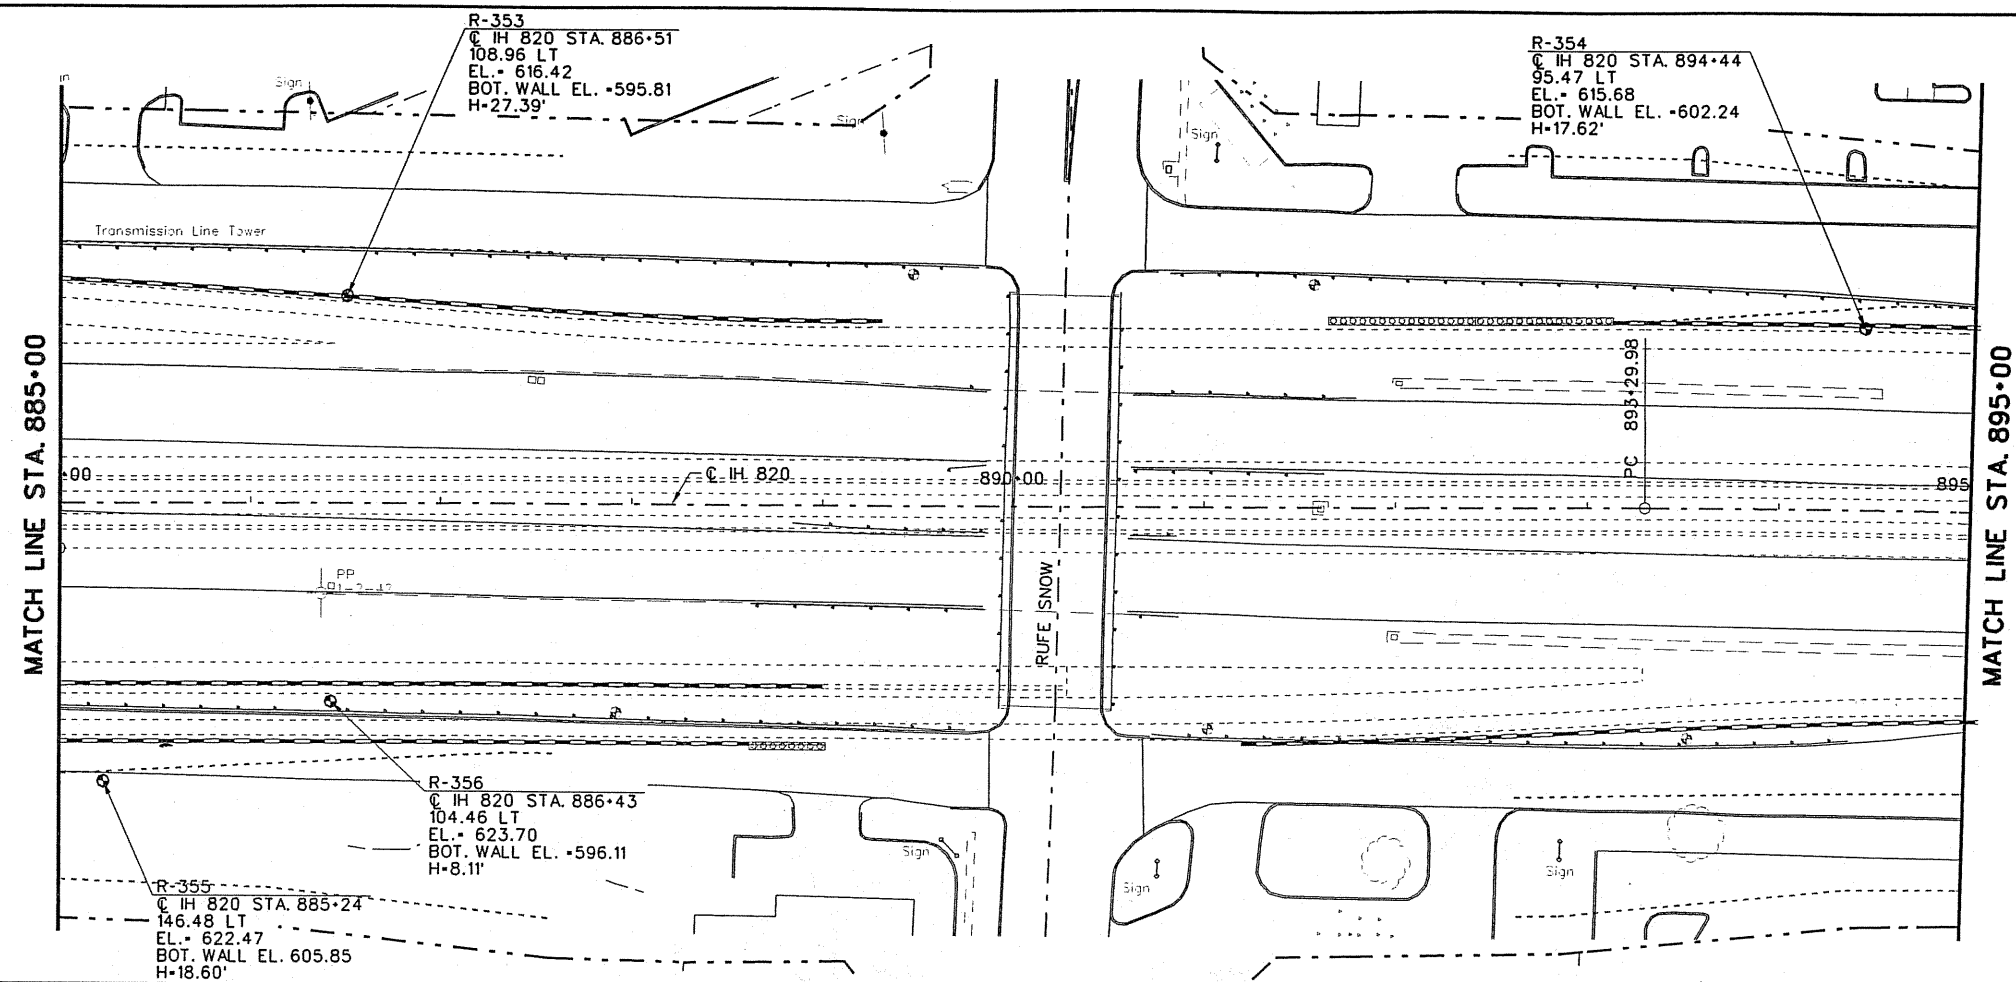 R-353
℄ IH 820 STA. 886+51
108.96 LT
EL.= 616.42
BOT. WALL EL. =595.81
H=27.39'
R-354
℄ IH 820 STA. 894+44
95.47 LT
EL.= 615.68
BOT. WALL EL. =602.24
H=17.62'
Sign
Sign
Sign
Transmission Line Tower
MATCH LINE STA. 885+00
MATCH LINE STA. 895+00
PC 893+29.98
.00
℄ IH 820
890+00
895
PP
RUFE SNOW
R-356
℄ IH 820 STA. 886+43
104.46 LT
EL.= 623.70
BOT. WALL EL. =596.11
H=8.11'
R-355
℄ IH 820 STA. 885+24
146.48 LT
EL.= 622.47
BOT. WALL EL. 605.85
H=18.60'
Sign
Sign
Sign